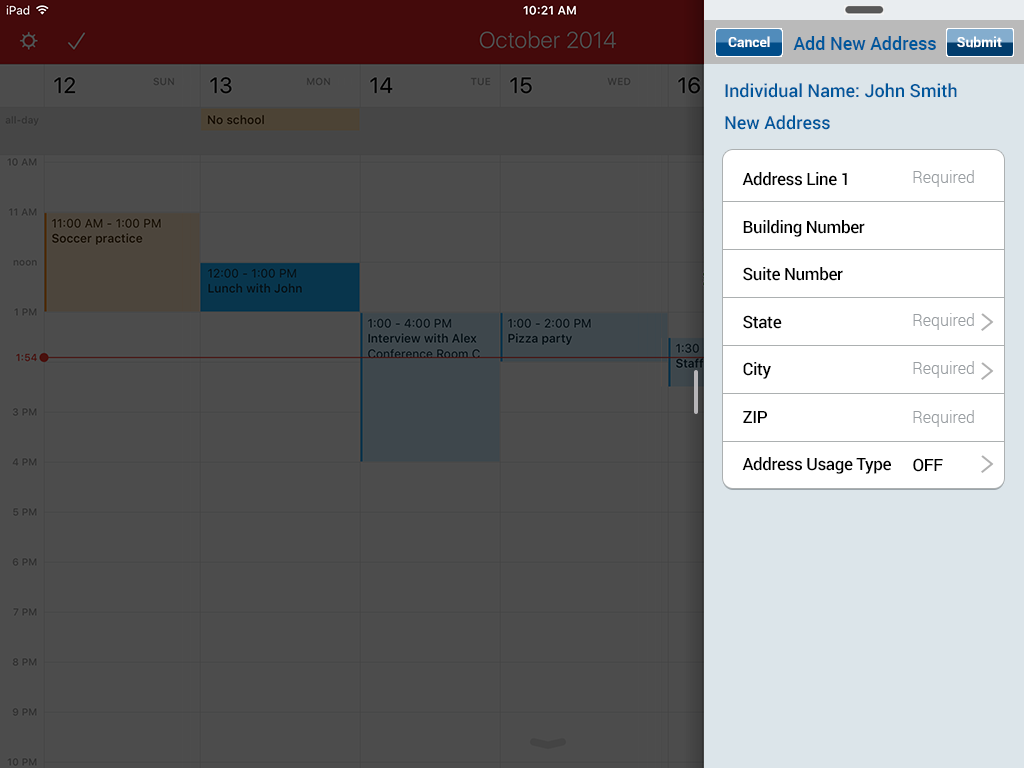 iPad
10:21 AM
October 2014
12 SUN
13 MON
14 TUE
15 WED
16
all-day
No school
10 AM
11 AM
noon
1 PM
1:54
3 PM
4 PM
5 PM
6 PM
7 PM
8 PM
9 PM
10 PM
11:00 AM - 1:00 PM
Soccer practice
12:00 - 1:00 PM
Lunch with John
1:00 - 4:00 PM
Interview with Alex
Conference Room C
1:00 - 2:00 PM
Pizza party
1:30
Staff
Cancel
Add New Address
Submit
Individual Name: John Smith
New Address
Address Line 1 Required
Building Number
Suite Number
State Required
City Required
ZIP Required
Address Usage Type OFF